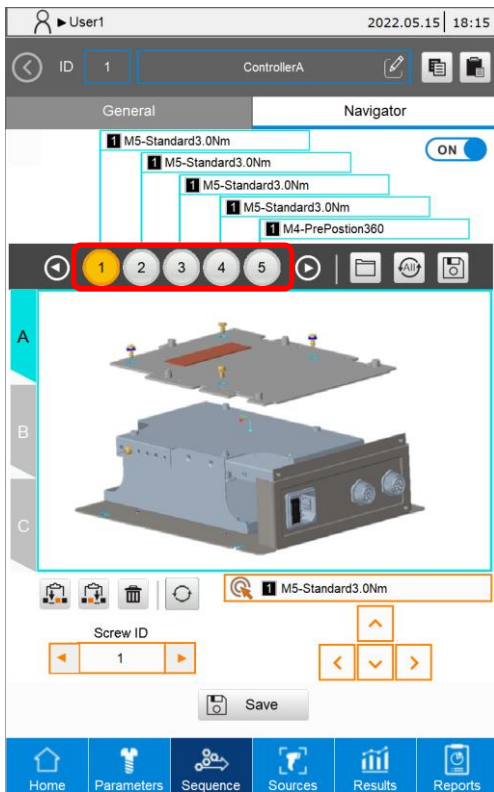 User1 2022.05.15 18:15
ID 1 ControllerA
General Navigator
1 M5-Standard3.0Nm
ON
1 M5-Standard3.0Nm
1 M5-Standard3.0Nm
1 M5-Standard3.0Nm
1 M4-PrePostion360
1 2 3 4 5 All
A
B
C
1 M5-Standard3.0Nm
Screw ID
1
Save
Home Parameters Sequence Sources Results Reports